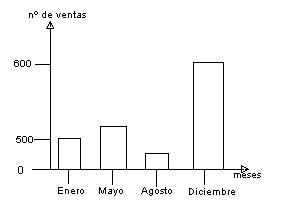 nº de ventas
600
500
0
meses
Enero Mayo Agosto Diciembre